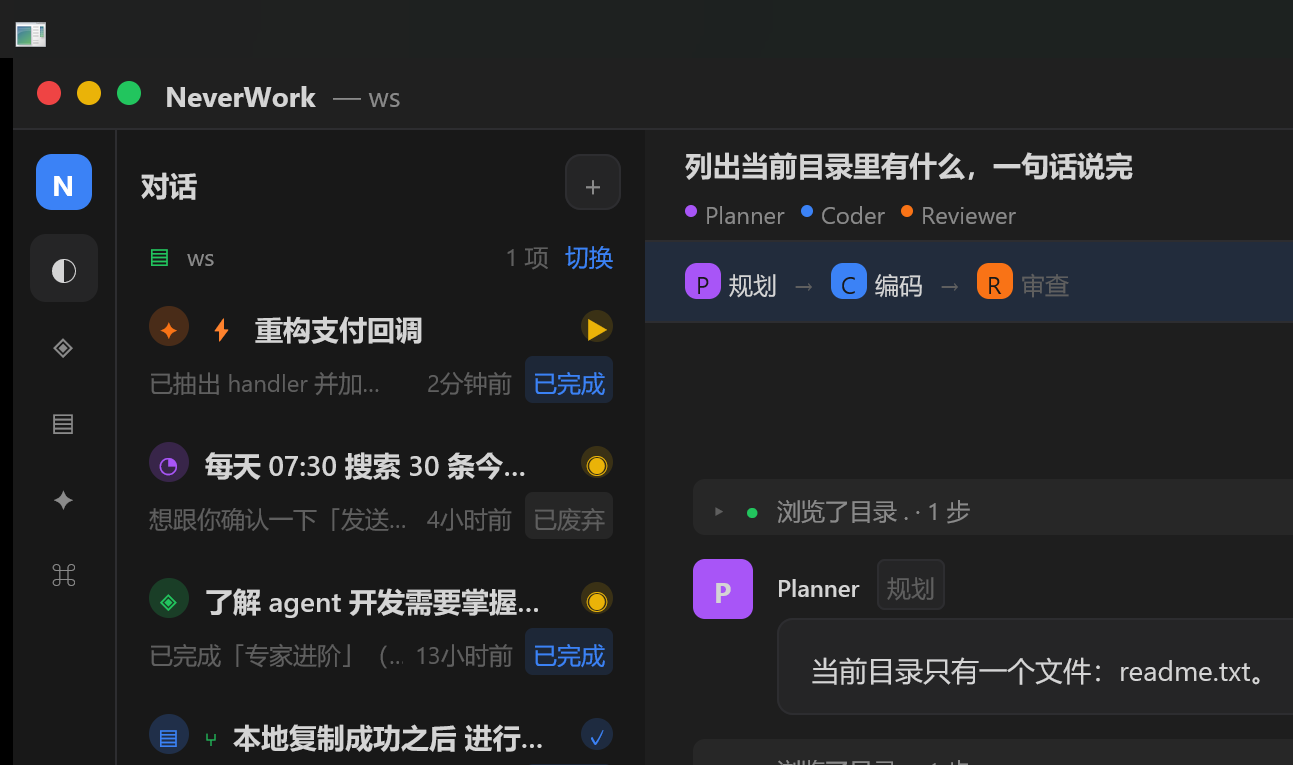 NeverWork — ws
N
对话
+
ws 1 项 切换
重构支付回调
已抽出 handler 并加... 2分钟前 已完成
每天 07:30 搜索 30 条今...
想跟你确认一下「发送... 4小时前 已废弃
了解 agent 开发需要掌握...
已完成「专家进阶」（... 13小时前 已完成
本地复制成功之后 进行...
列出当前目录里有什么，一句话说完
Planner Coder Reviewer
P 规划 → C 编码 → R 审查
浏览了目录 . · 1 步
P Planner 规划
当前目录只有一个文件：readme.txt。
浏览了目录 . · 1 步